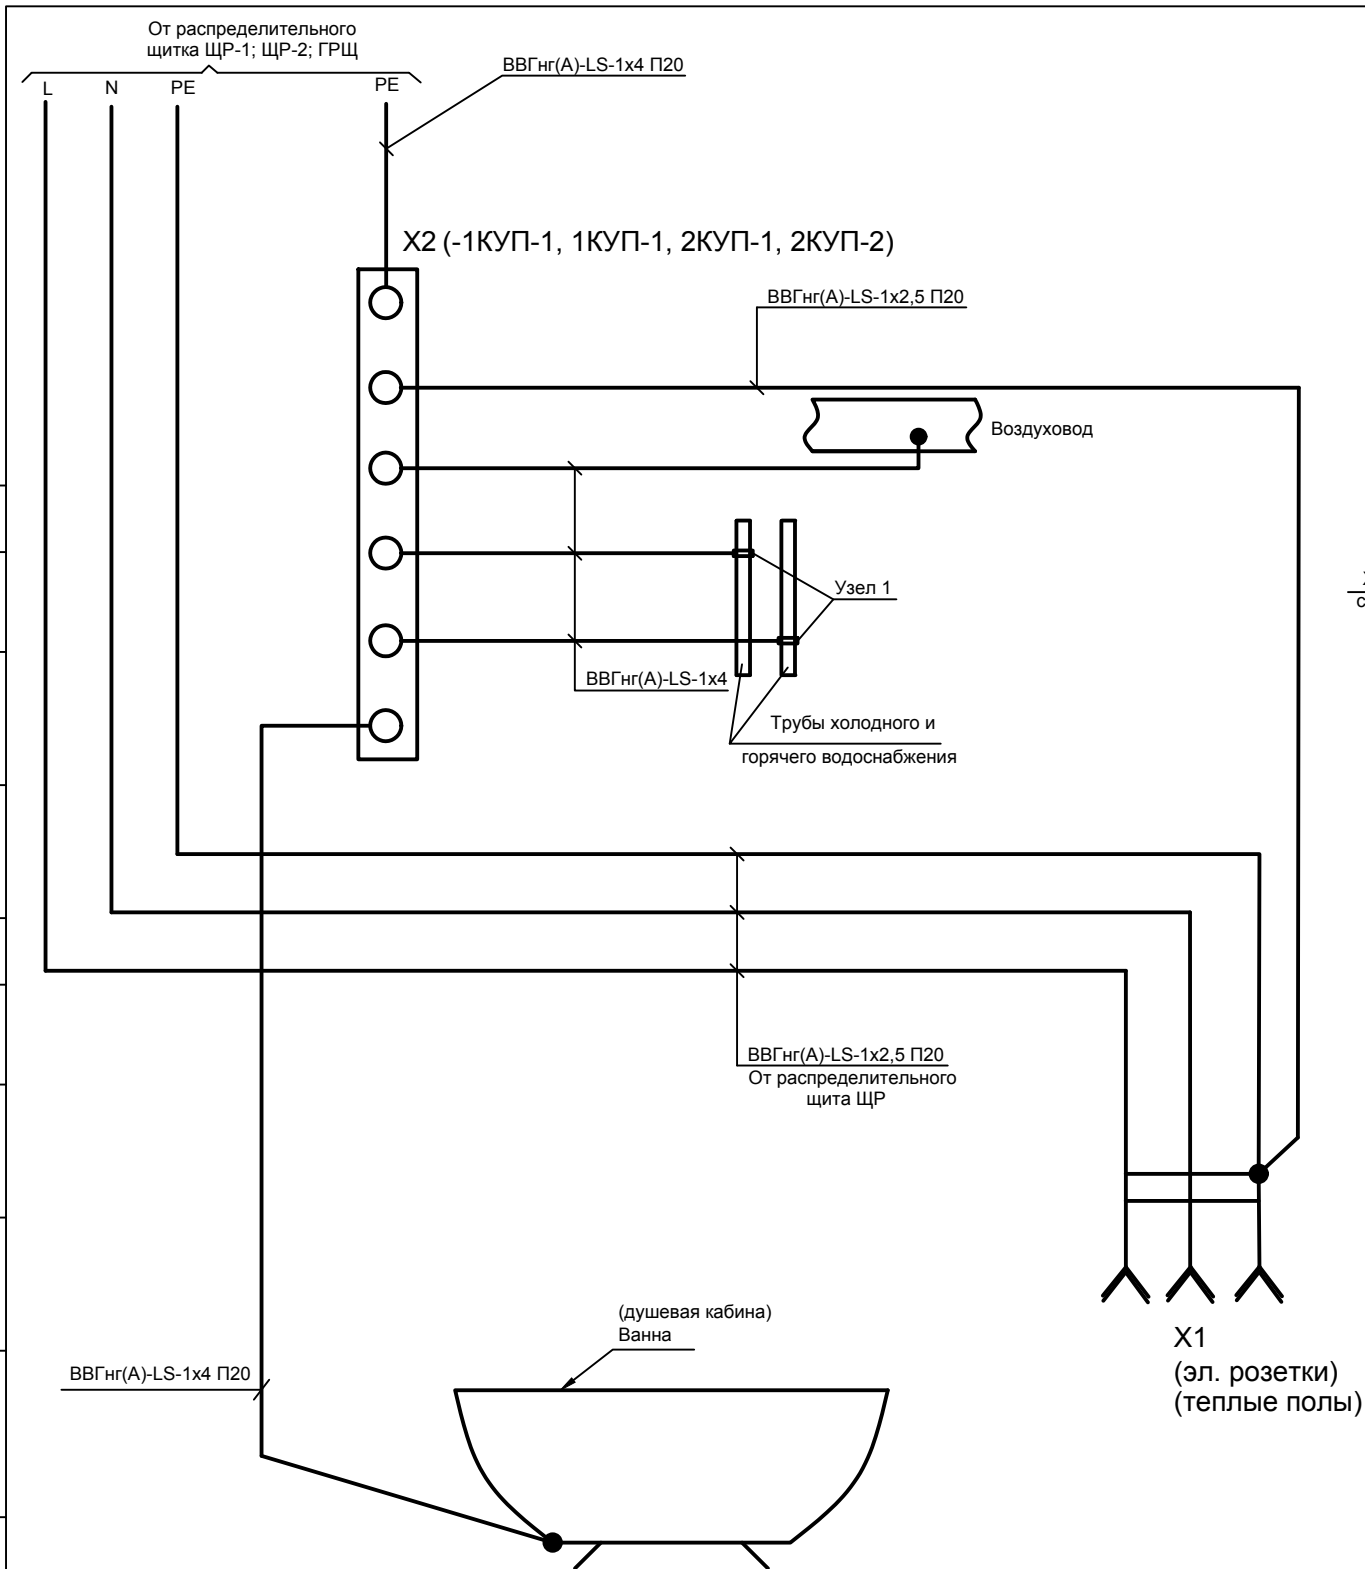 От распределительного
щитка ЩР-1; ЩР-2; ГРЩ
L N PE PE
ВВГнг(А)-LS-1х4 П20
X2 (-1КУП-1, 1КУП-1, 2КУП-1, 2КУП-2)
ВВГнг(А)-LS-1х2,5 П20
Воздуховод
Узел 1
ВВГнг(А)-LS-1х4
Трубы холодного и
горячего водоснабжения
ВВГнг(А)-LS-1х2,5 П20
От распределительного
щита ЩР
(душевая кабина)
Ванна
ВВГнг(А)-LS-1х4 П20
X1
(эл. розетки)
(теплые полы)